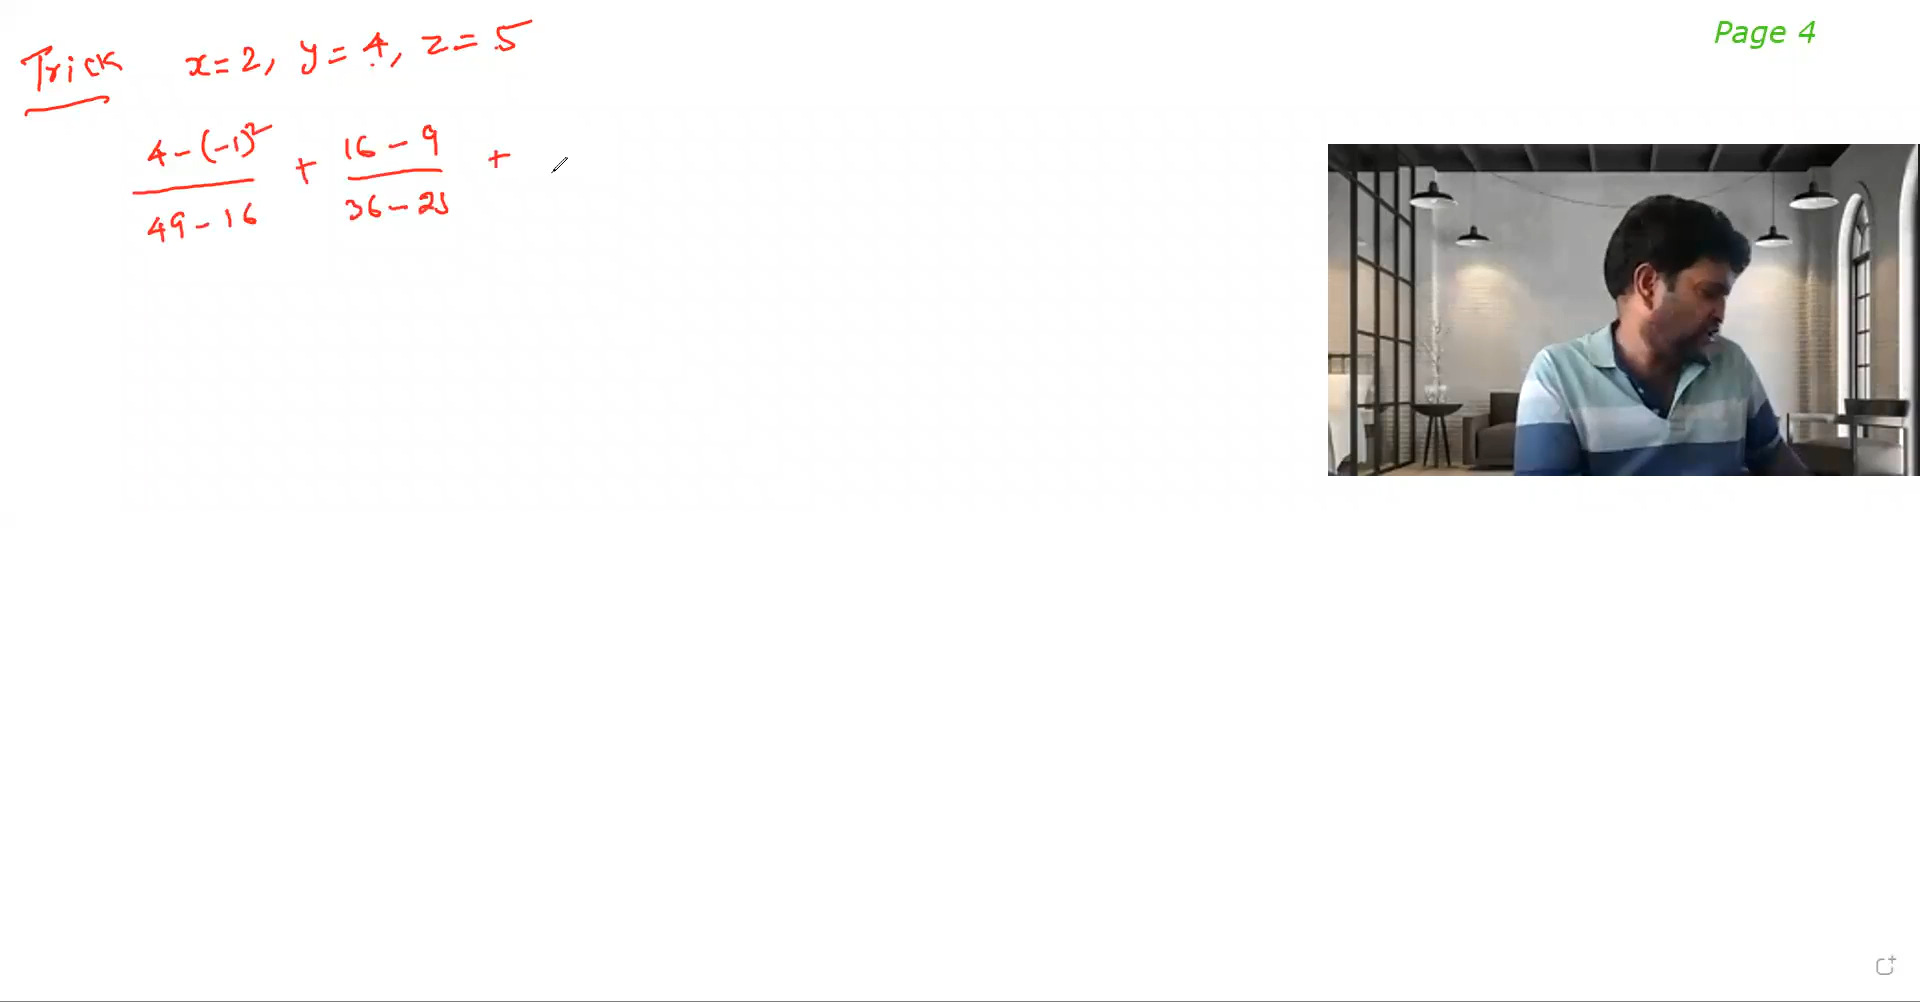 Page 4
Trick x=2, y=4, z=5
4-(-1)² + 16-9 +
49-16 36-25